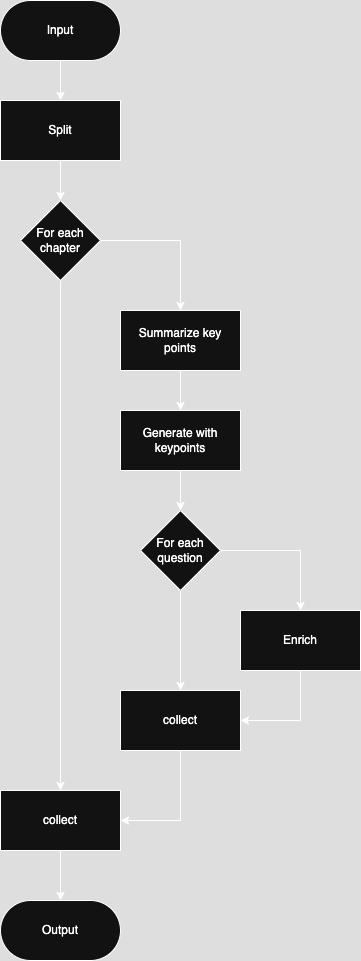 Input
Split
For each
chapter
Summarize key
points
Generate with
keypoints
For each
question
Enrich
collect
collect
Output